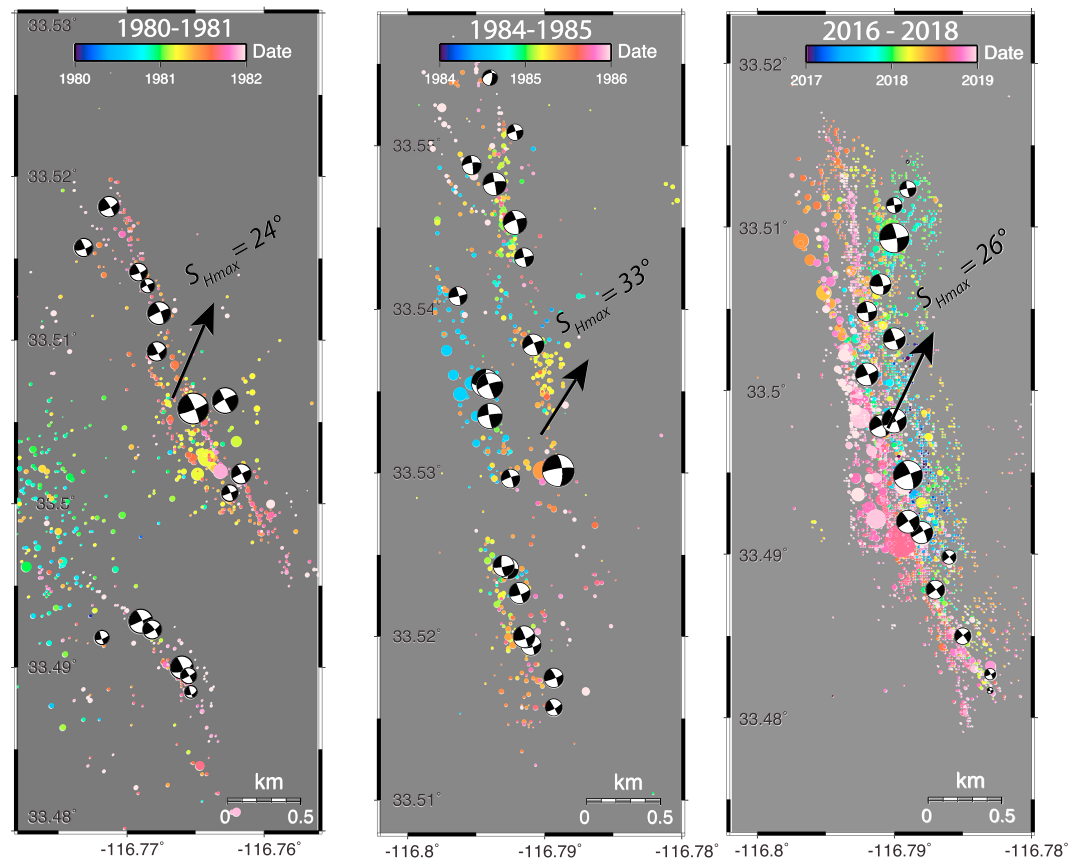 1980-1981
Date
1980 1981 1982
33.53
33.52°
33.51°
33.5°
33.49°
33.48°
S Hmax = 24°
km
0 0.5
-116.77° -116.76°
1984-1985
Date
1984 1985 1986
33.55°
33.54°
33.53°
33.52°
33.51°
S Hmax = 33°
km
0 0.5
-116.8° -116.79° -116.78°
2016 - 2018
Date
2017 2018 2019
33.52°
33.51°
33.5°
33.49°
33.48°
S Hmax = 26°
km
0 0.5
-116.8° -116.79° -116.78°